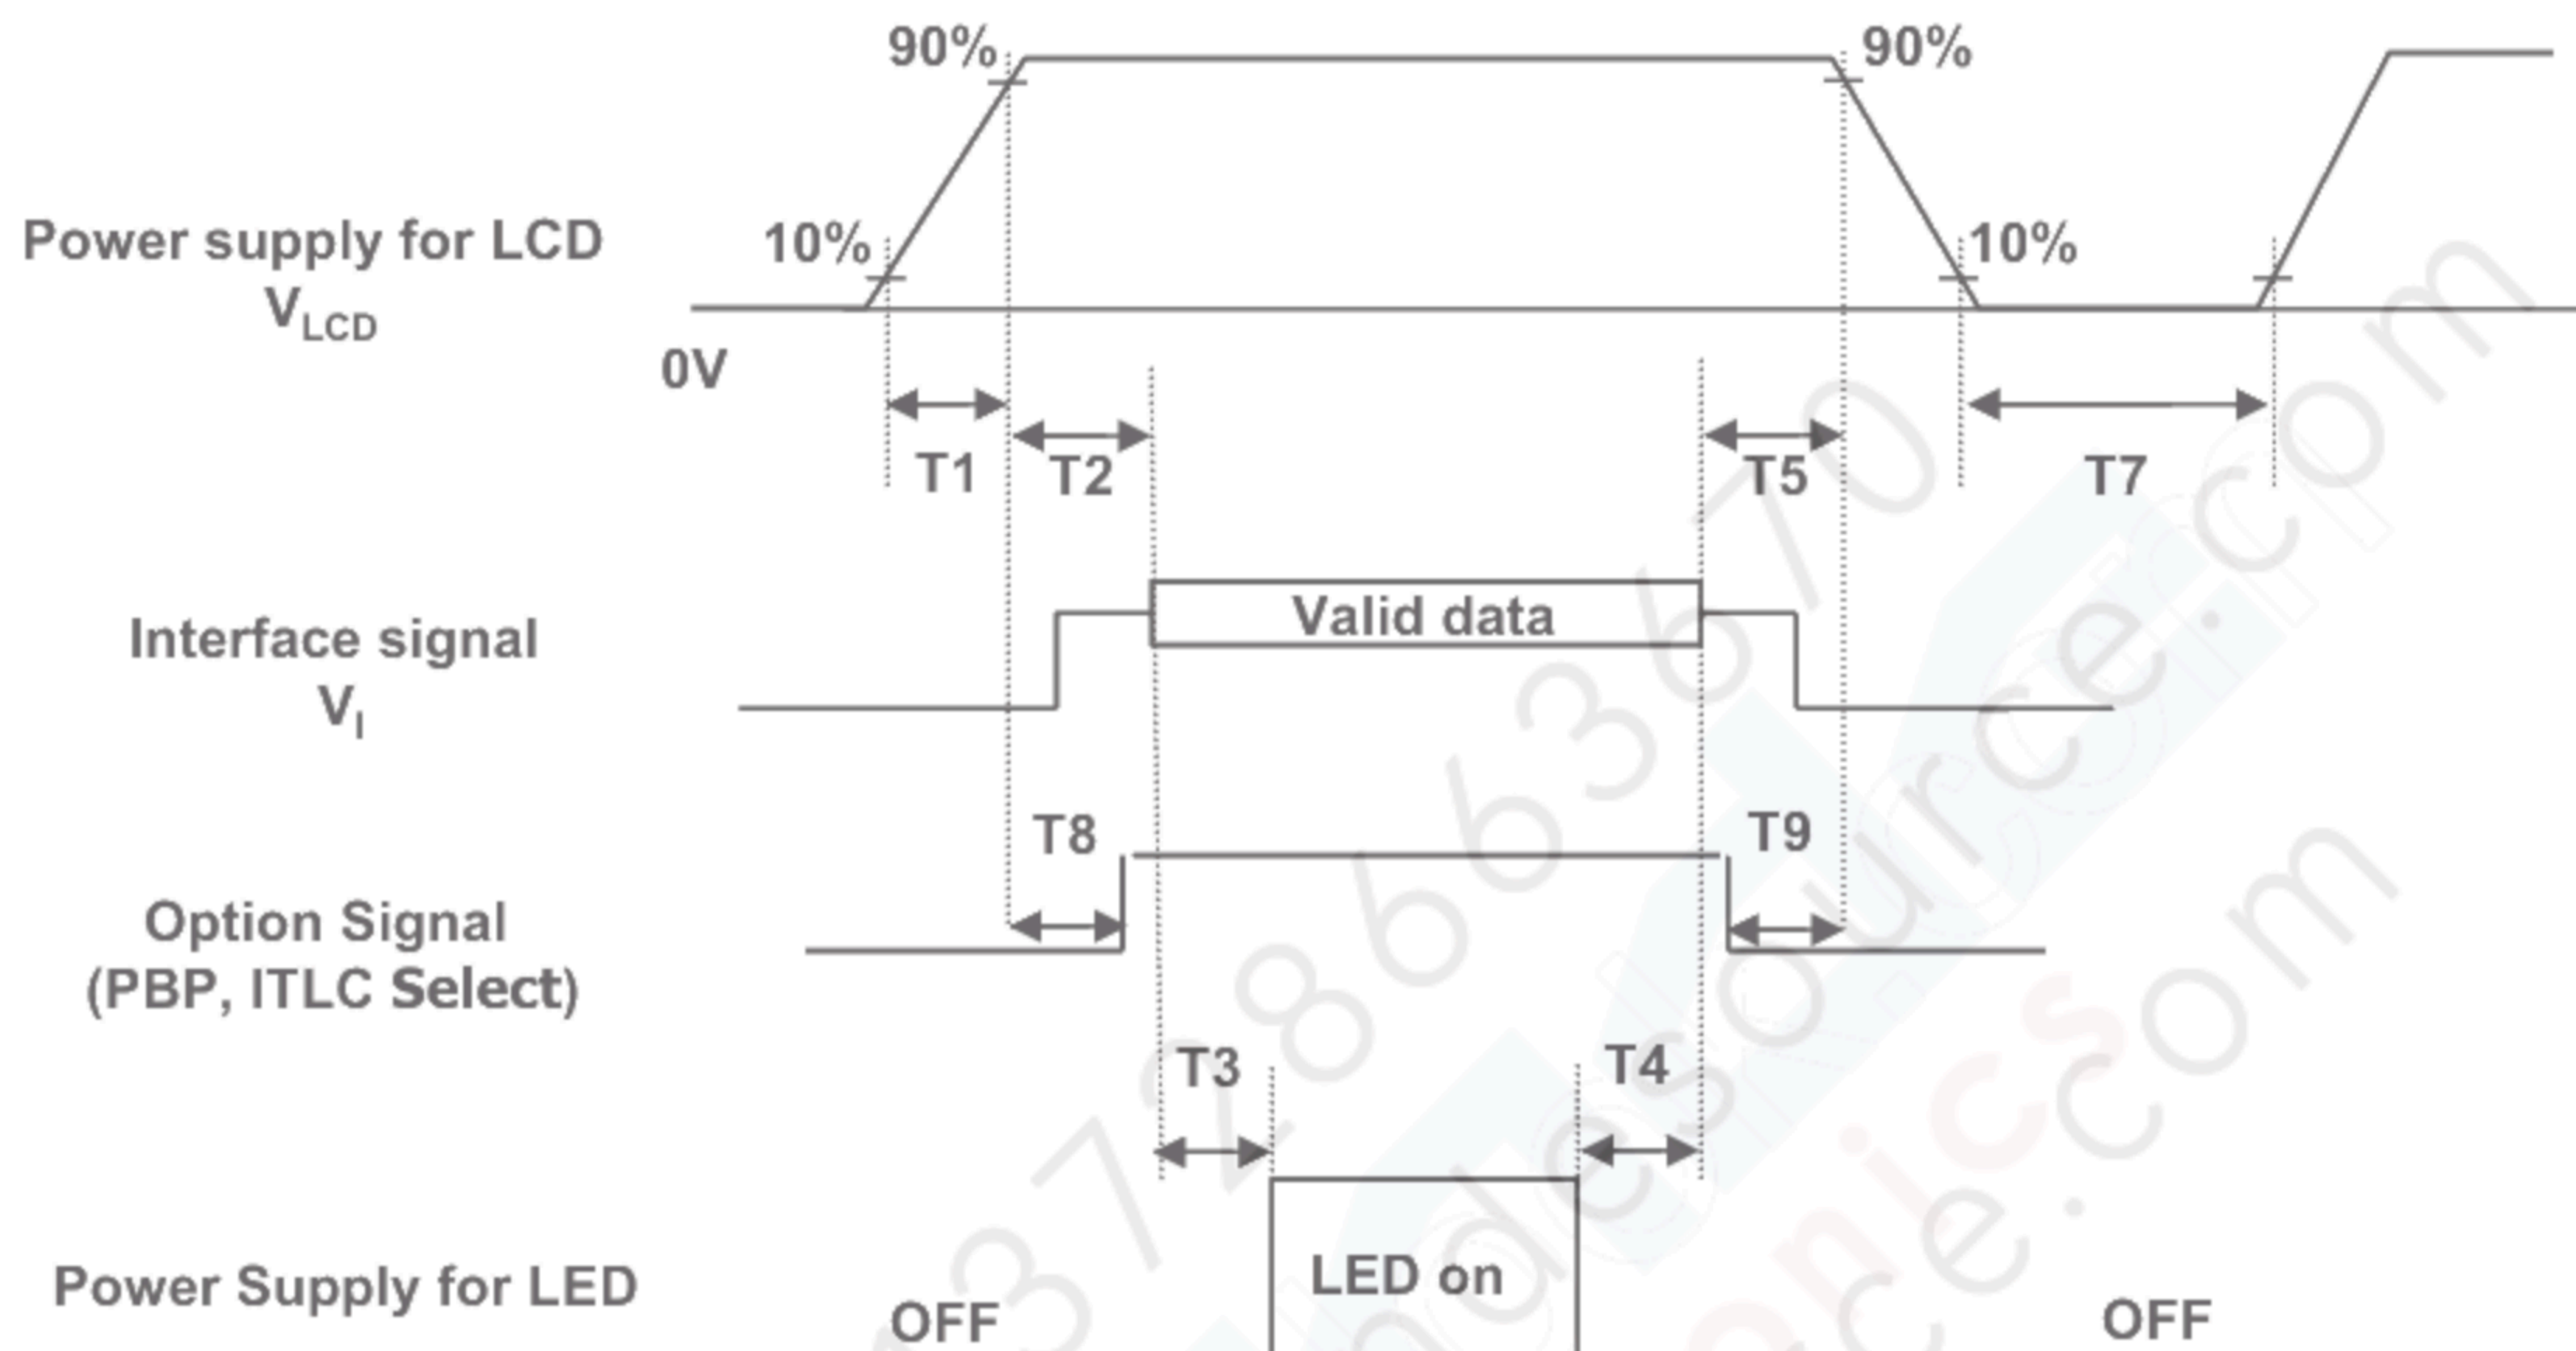 90%
90%
10%
10%
Power supply for LCD
VLCD
0V
T1
T2
T5
T7
Valid data
Interface signal
VI
T8
T9
Option Signal
(PBP, ITLC Select)
T3
T4
LED on
Power Supply for LED
OFF
OFF